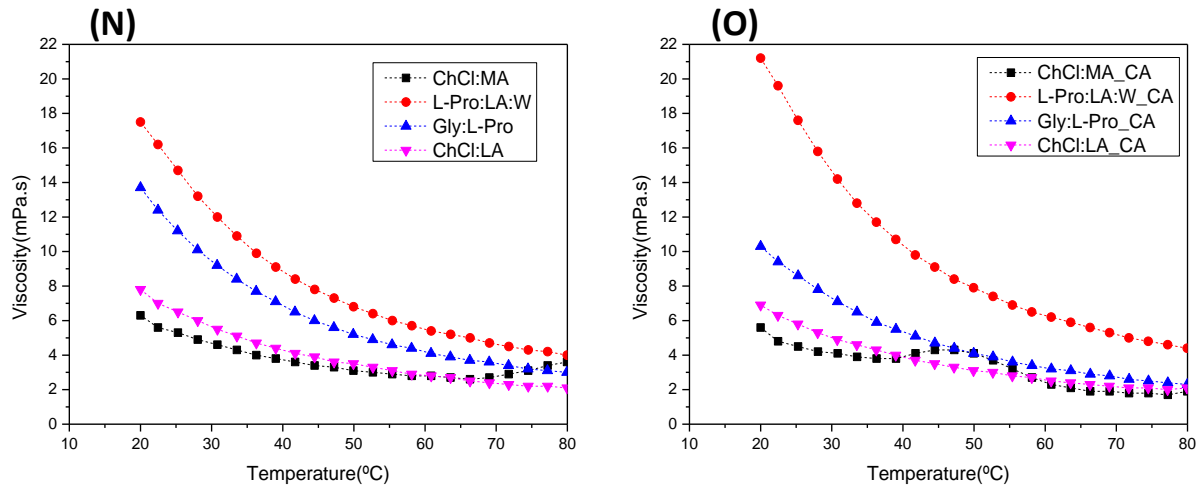 (N)
22
20
18
16
14
12
10
8
6
4
2
0
Viscosity(mPa.s)
ChCl:MA
L-Pro:LA:W
Gly:L-Pro
ChCl:LA
10 20 30 40 50 60 70 80
Temperature(ºC)
(O)
22
20
18
16
14
12
10
8
6
4
2
0
Viscosity(mPa.s)
ChCl:MA_CA
L-Pro:LA:W_CA
Gly:L-Pro_CA
ChCl:LA_CA
10 20 30 40 50 60 70 80
Temperature(ºC)